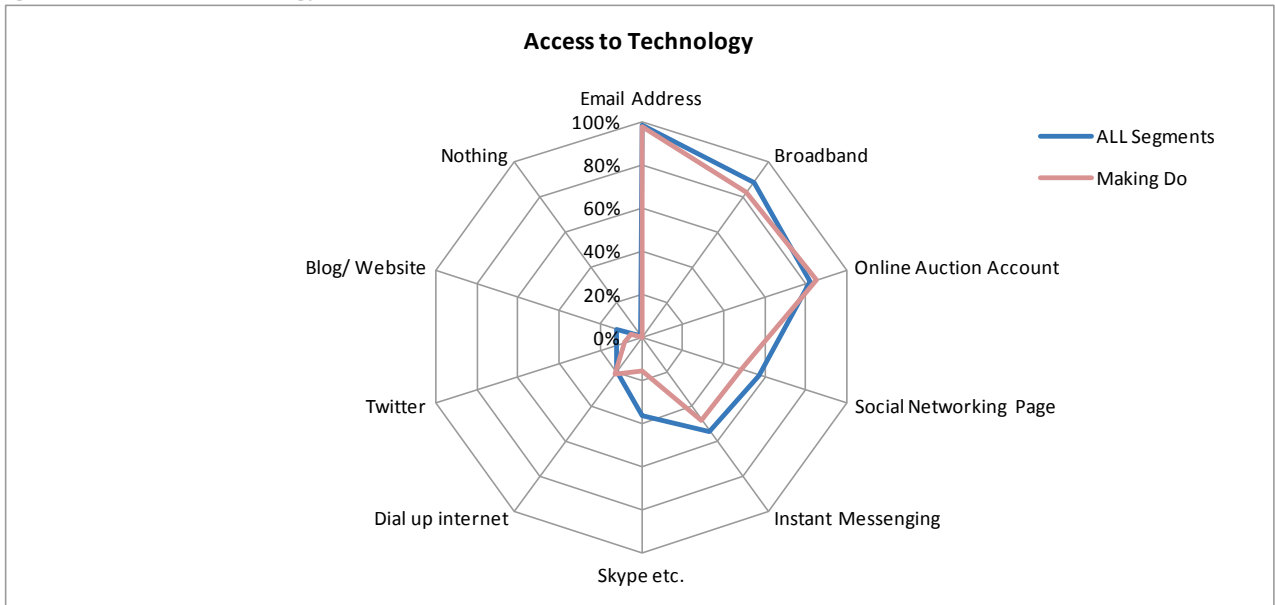 Access to Technology
Email Address
100%
Nothing
80%
Broadband
60%
Blog/ Website
40%
Online Auction Account
20%
0%
Twitter
Social Networking Page
Dial up internet
Instant Messenging
Skype etc.
ALL Segments
Making Do